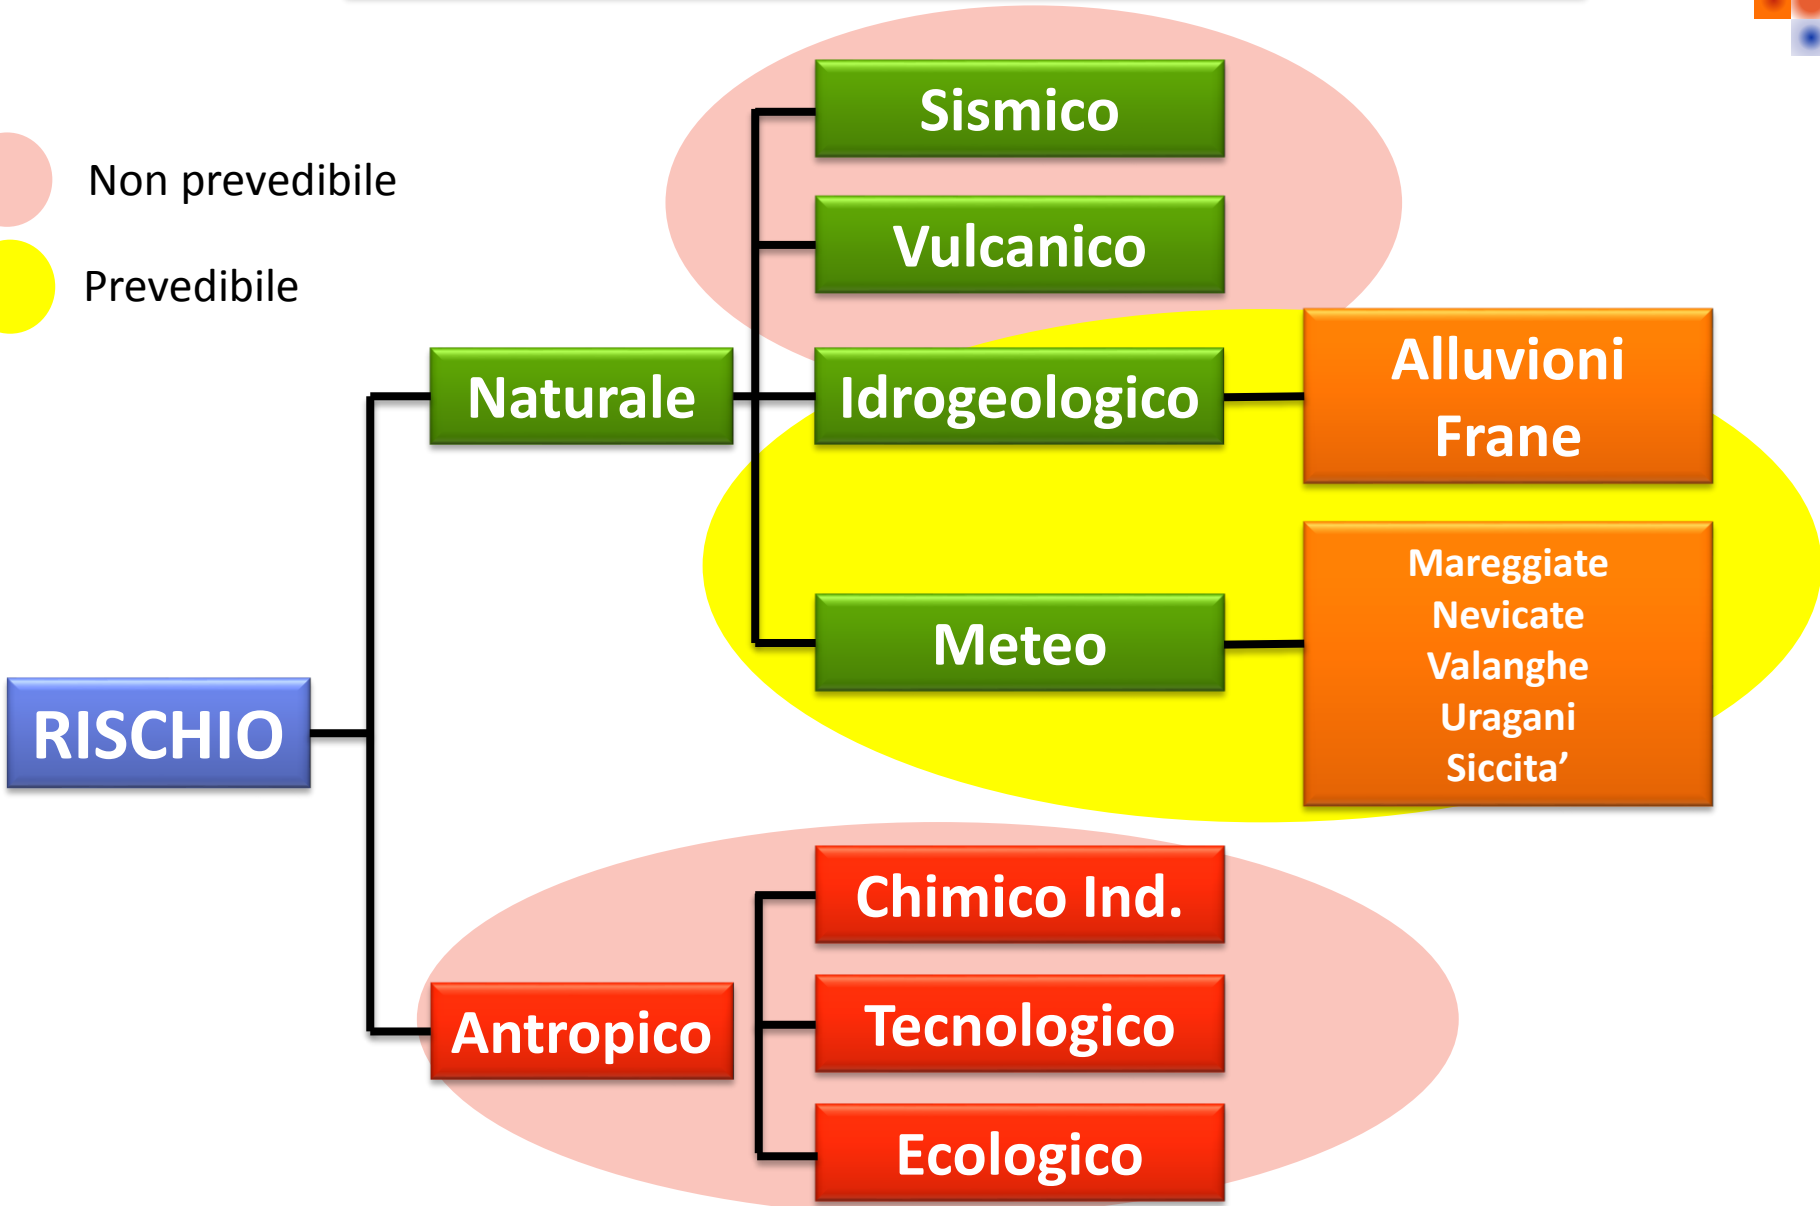 Non prevedibile
Prevedibile
RISCHIO
Naturale
Sismico
Vulcanico
Idrogeologico
Alluvioni
Frane
Meteo
Mareggiate
Nevicate
Valanghe
Uragani
Siccita’
Antropico
Chimico Ind.
Tecnologico
Ecologico